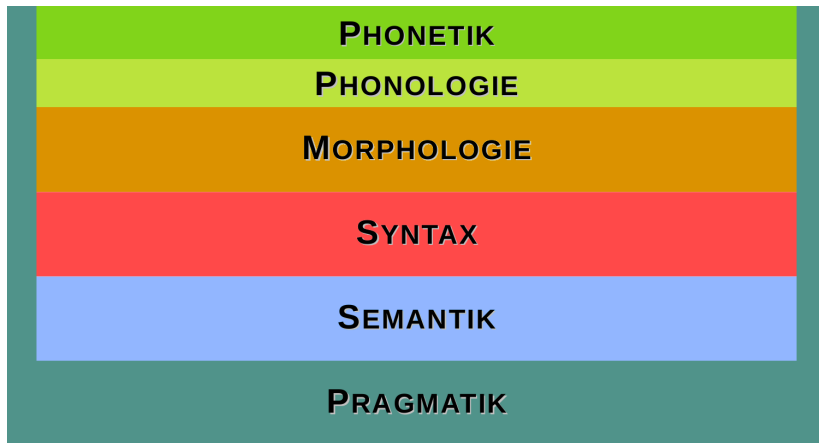 Phonetik
Phonologie
Morphologie
Syntax
Semantik
Pragmatik